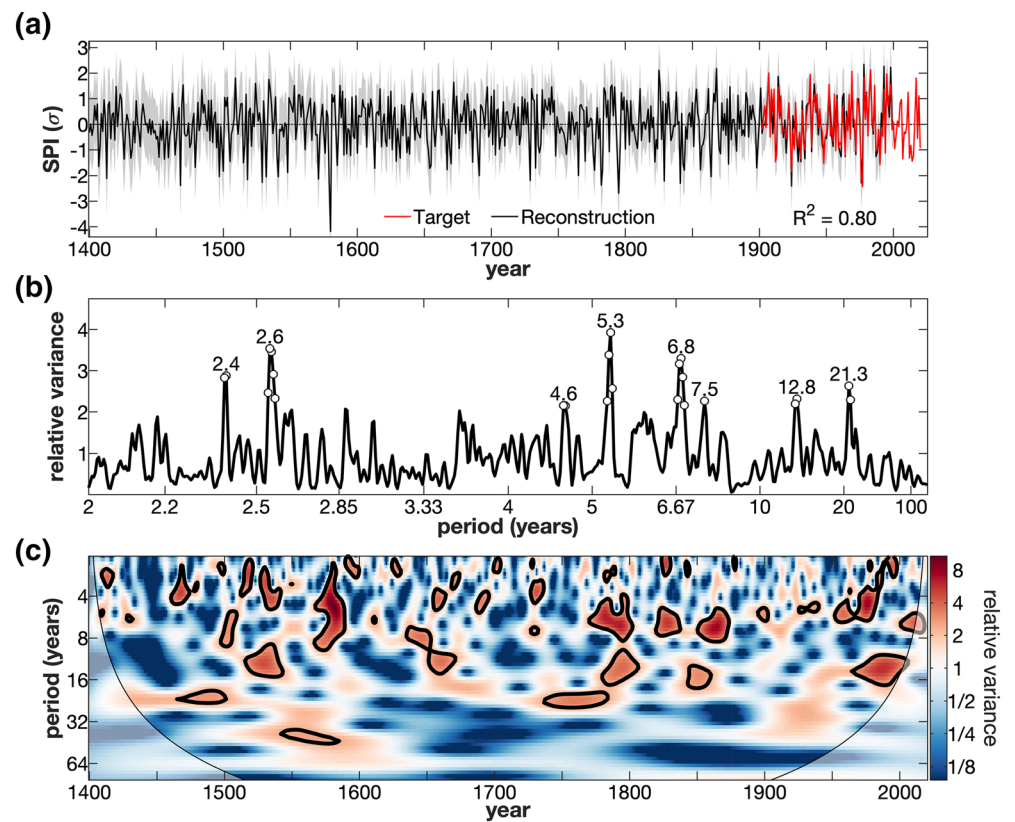 (a)
SPI (σ)
3
2
1
0
-1
-2
-3
-4
Target
Reconstruction
R² = 0.80
1400 1500 1600 1700 1800 1900 2000
year
(b)
relative variance
4
3
2
1
2.4
2.6
4.6
5.3
6.8
7.5
12.8
21.3
2 2.2 2.5 2.85 3.33 4 5 6.67 10 20 100
period (years)
(c)
period (years)
4
8
16
32
64
1400 1500 1600 1700 1800 1900 2000
year
8
4
2
1
1/2
1/4
1/8
relative variance